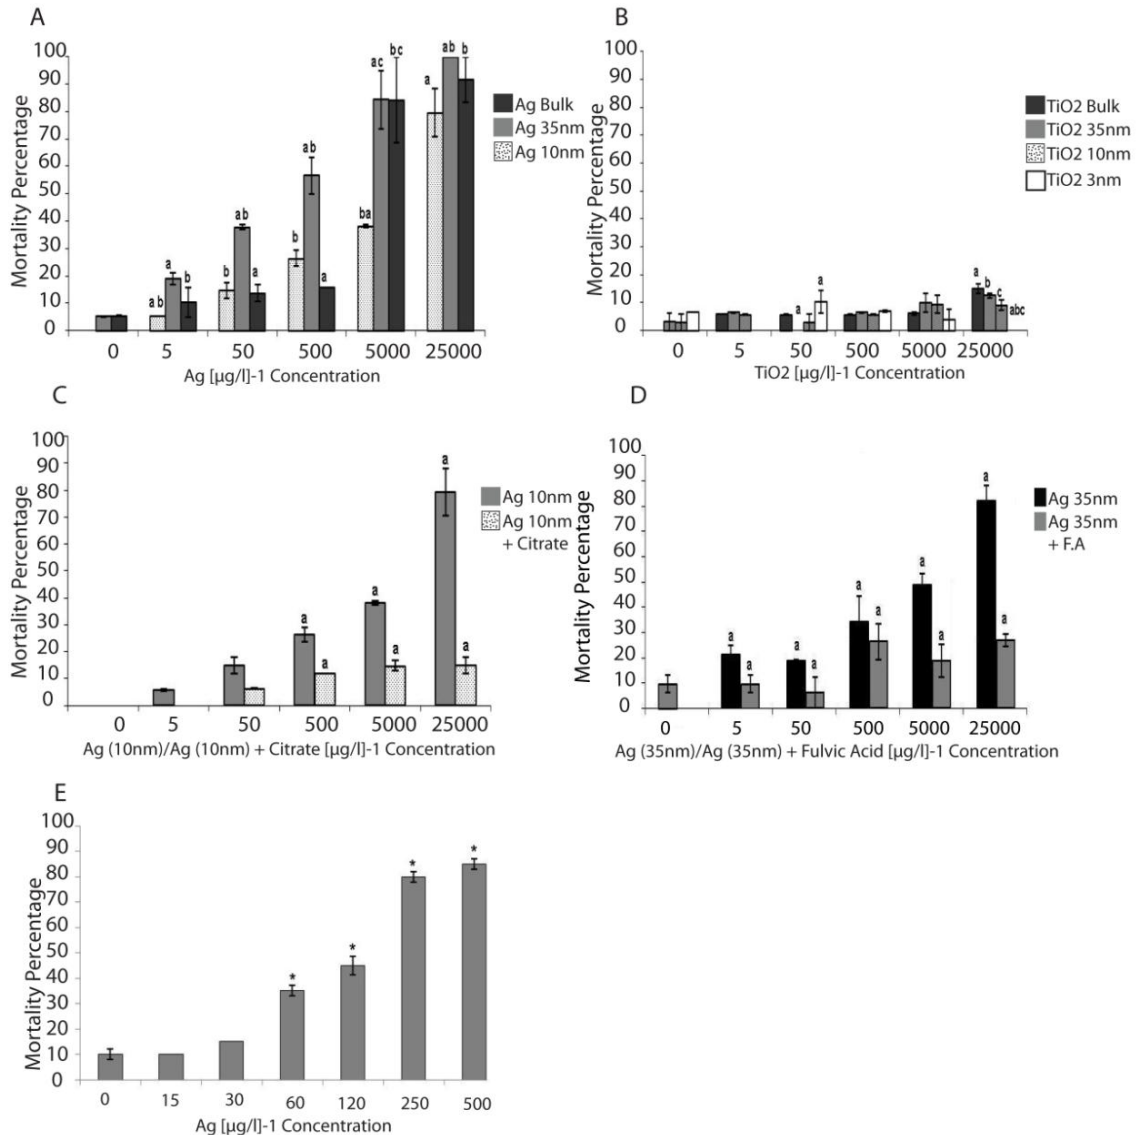 A
Mortality Percentage
100
90
80
70
60
50
40
30
20
10
0
a b
a
b
b
a b
a
b
a b
a
ba
a c
b c
a
ab
b
Ag Bulk
Ag 35nm
Ag 10nm
0 5 50 500 5000 25000
Ag [µg/l]-1 Concentration
B
Mortality Percentage
100
90
80
70
60
50
40
30
20
10
0
a
a
a
b
c
abc
TiO2 Bulk
TiO2 35nm
TiO2 10nm
TiO2 3nm
0 5 50 500 5000 25000
TiO2 [µg/l]-1 Concentration
C
Mortality Percentage
100
90
80
70
60
50
40
30
20
10
0
a
a
a
a
a
a
Ag 10nm
Ag 10nm
+ Citrate
0 5 50 500 5000 25000
Ag (10nm)/Ag (10nm) + Citrate [µg/l]-1 Concentration
D
Mortality Percentage
100
90
80
70
60
50
40
30
20
10
0
a
a
a
a
a
a
a
a
a
a
Ag 35nm
Ag 35nm
+ F.A
0 5 50 500 5000 25000
Ag (35nm)/Ag (35nm) + Fulvic Acid [µg/l]-1 Concentration
E
Mortality Percentage
100
90
80
70
60
50
40
30
20
10
0
*
*
*
*
0 15 30 60 120 250 500
Ag [µg/l]-1 Concentration